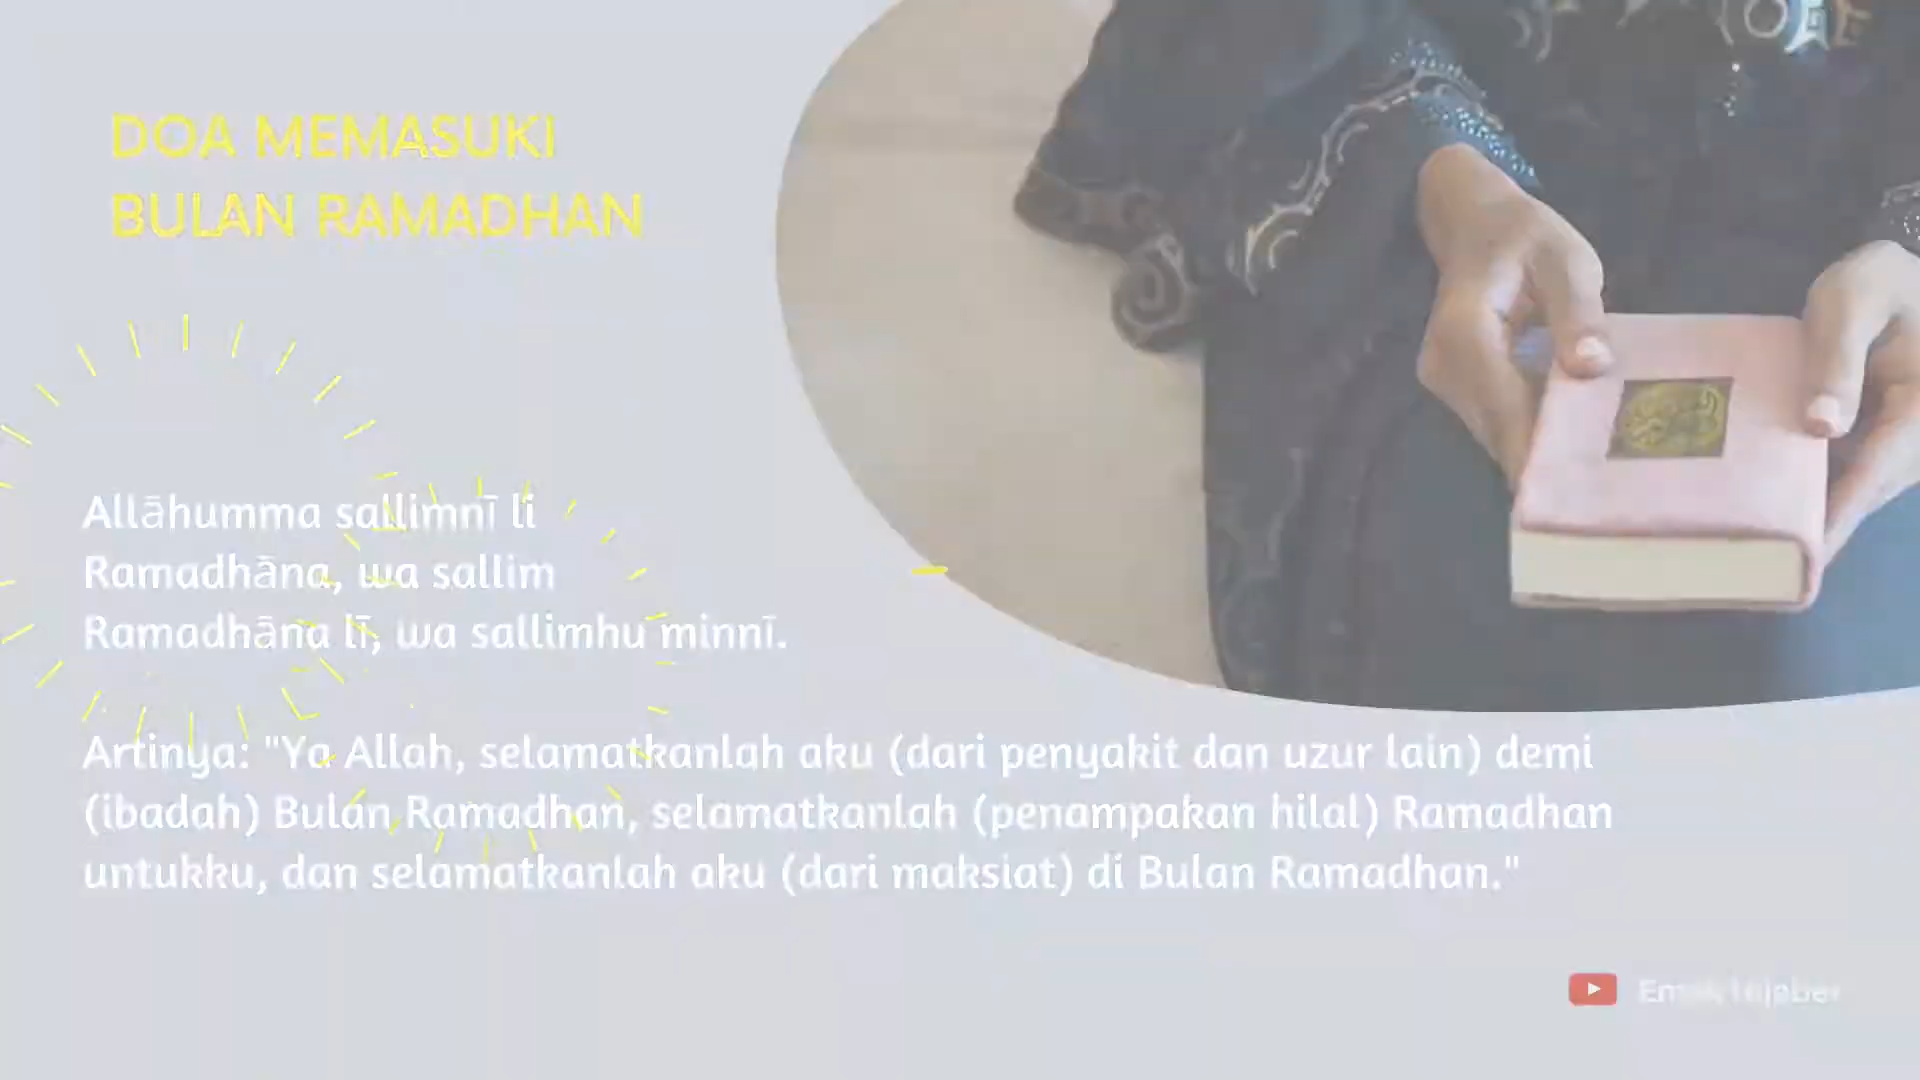 DOA MEMASUKI
BULAN RAMADHAN
Allāhumma sallimnī li
Ramadhāna, wa sallim
Ramadhāna lī, wa sallimhu minnī.
Artinya: "Ya Allah, selamatkanlah aku (dari penyakit dan uzur lain) demi
(ibadah) Bulan Ramadhan, selamatkanlah (penampakan hilal) Ramadhan
untukku, dan selamatkanlah aku (dari maksiat) di Bulan Ramadhan."